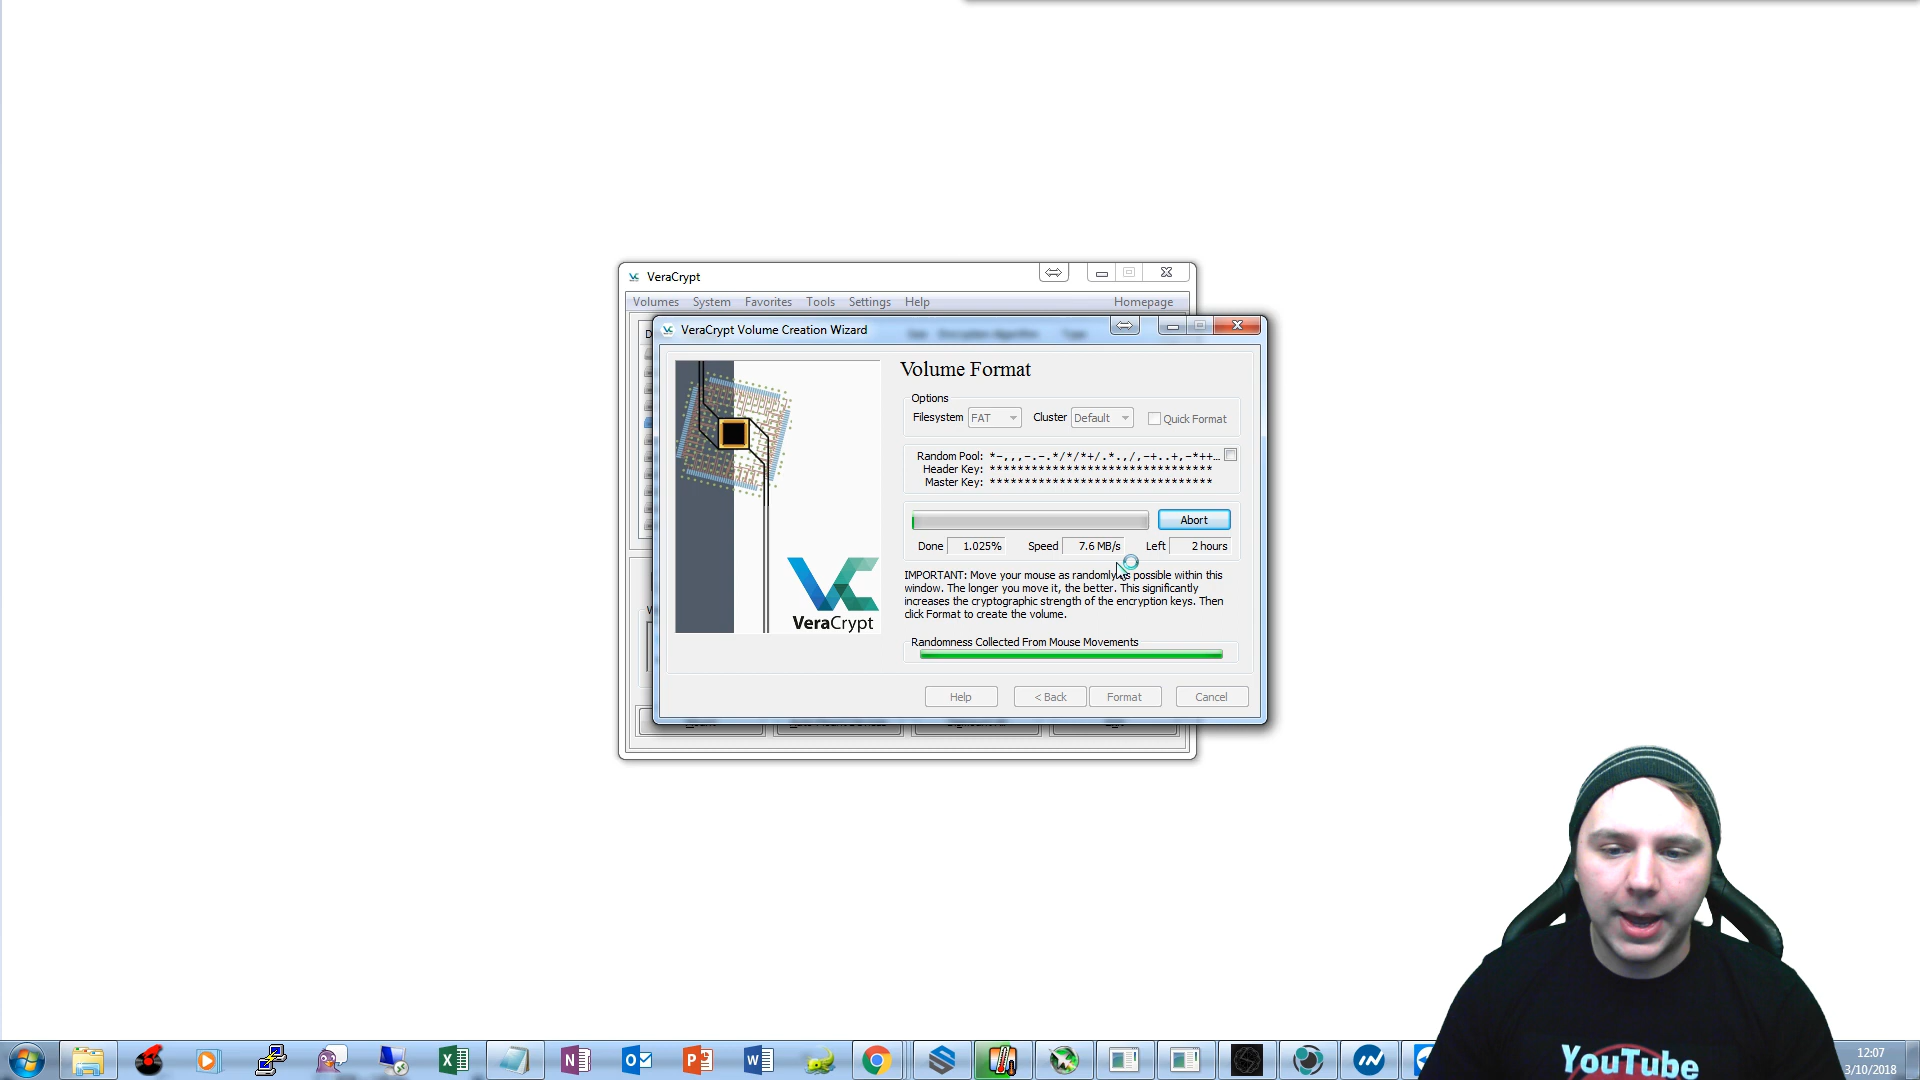 VeraCrypt
Volumes System Favorites Tools Settings Help Homepage
VeraCrypt Volume Creation Wizard
Volume Format
Options
Filesystem FAT Cluster Default Quick Format
Random Pool: *-,,,-.-.*/*/*+/.*.,/,-+..+,-*++...
Header Key: ********************************
Master Key: ********************************
Abort
Done 1.025% Speed 7.6 MB/s Left 2 hours
IMPORTANT: Move your mouse as randomly as possible within this
window. The longer you move it, the better. This significantly
increases the cryptographic strength of the encryption keys. Then
click Format to create the volume.
VeraCrypt
Randomness Collected From Mouse Movements
Help < Back Format Cancel
YouTube
12:07
3/10/2018